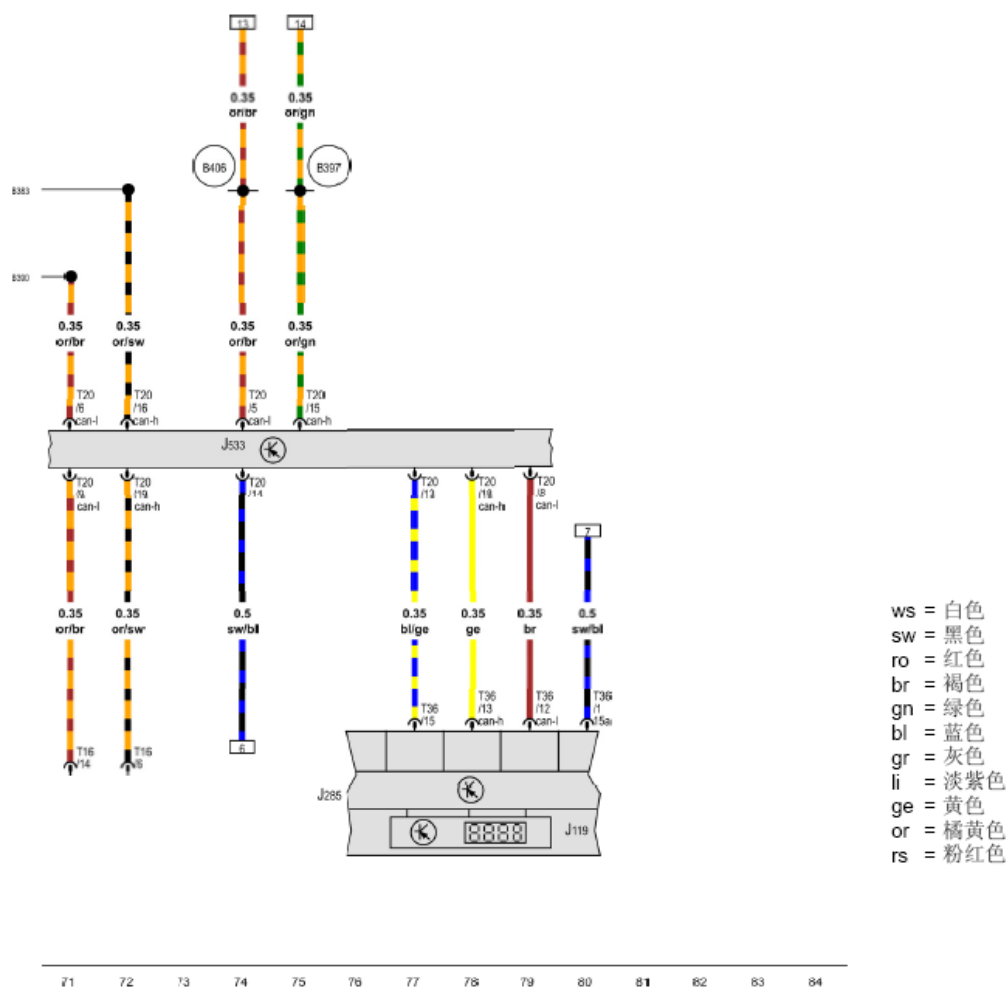 13 14
0.35 0.35
or/br or/gn
B406 B397
B383
B390
0.35 0.35 0.35 0.35
or/br or/sw or/br or/gn
T20 T20 T20 T20
/6 /16 /5 /15
can-l can-h can-l can-h
J533
T20 T20 T20 T20 T20 T20
/9 /19 /14 /13 /18 /8
can-l can-h can-h can-l
7
0.35 0.35 0.5 0.35 0.35 0.35 0.5
or/br or/sw sw/bl bl/ge ge br sw/bl
T36 T36 T36 T36
/15 /13 /12 /1
can-h can-l 15a
6
T16 T16
/14 /6
J285
8888
J119
ws = 白色
sw = 黑色
ro = 红色
br = 褐色
gn = 绿色
bl = 蓝色
gr = 灰色
li = 淡紫色
ge = 黄色
or = 橘黄色
rs = 粉红色
71 72 73 74 75 76 77 78 79 80 81 82 83 84